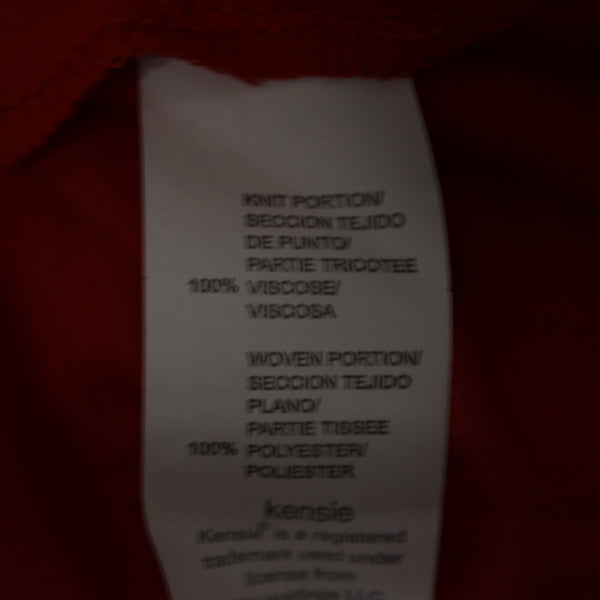 KNIT PORTION/
SECCION TEJIDO
DE PUNTO/
PARTIE TRICOTEE
100% VISCOSE/
VISCOSA
WOVEN PORTION/
SECCION TEJIDO
PLANO/
PARTIE TISSEE
100% POLYESTER/
POLIESTER
kensie
Kensie® is a registered
trademark used under
license from
LLC